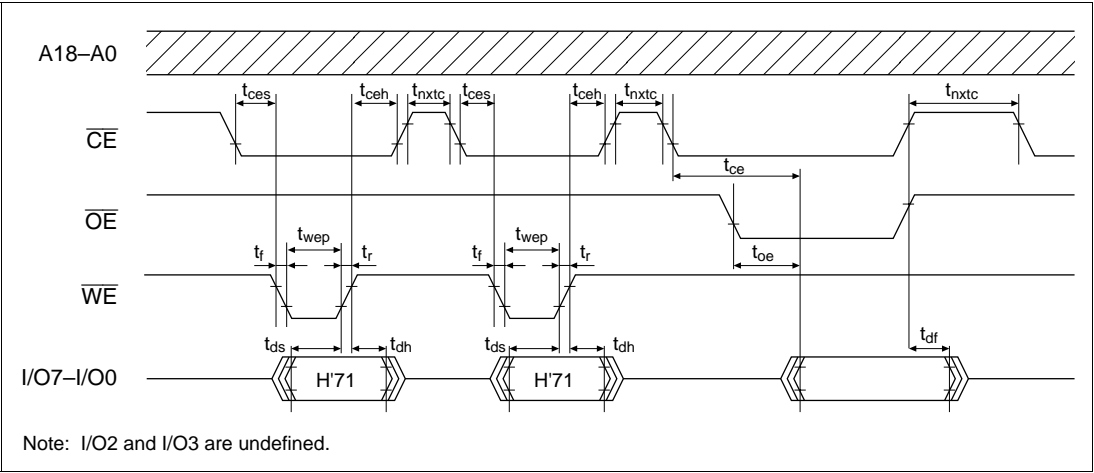 A18–A0
tces tceh tnxtc tces tceh tnxtc tnxtc
CE
tce
OE
twep twep
tf tr tf tr toe
WE
tds tdh tds tdh tdf
I/O7–I/O0 H'71 H'71
Note: I/O2 and I/O3 are undefined.